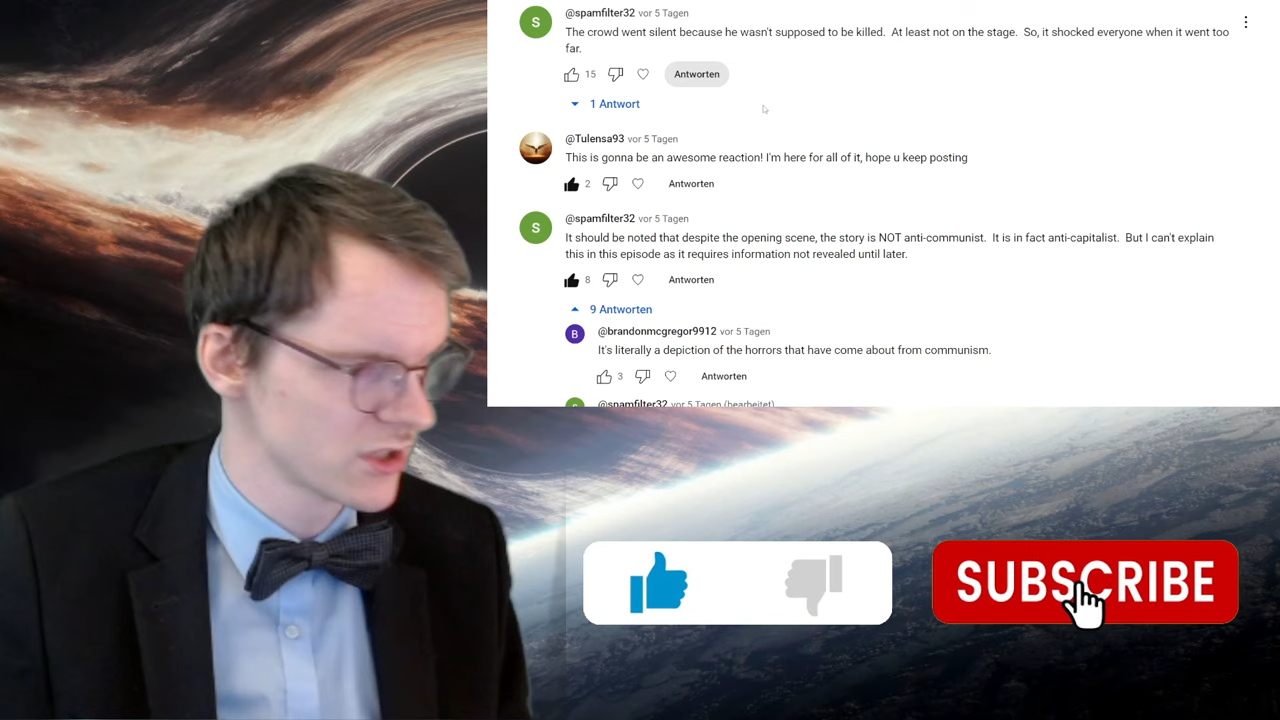 S
@spamfilter32 vor 5 Tagen
The crowd went silent because he wasn't supposed to be killed.  At least not on the stage.  So, it shocked everyone when it went too
far.
15
Antworten
1 Antwort
@Tulensa93 vor 5 Tagen
This is gonna be an awesome reaction! I'm here for all of it, hope u keep posting
2
Antworten
S
@spamfilter32 vor 5 Tagen
It should be noted that despite the opening scene, the story is NOT anti-communist.  It is in fact anti-capitalist.  But I can't explain
this in this episode as it requires information not revealed until later.
8
Antworten
9 Antworten
B
@brandonmcgregor9912 vor 5 Tagen
It's literally a depiction of the horrors that have come about from communism.
3
Antworten
@spamfilter32 vor 5 Tagen (bearbeitet)
SUBSCRIBE